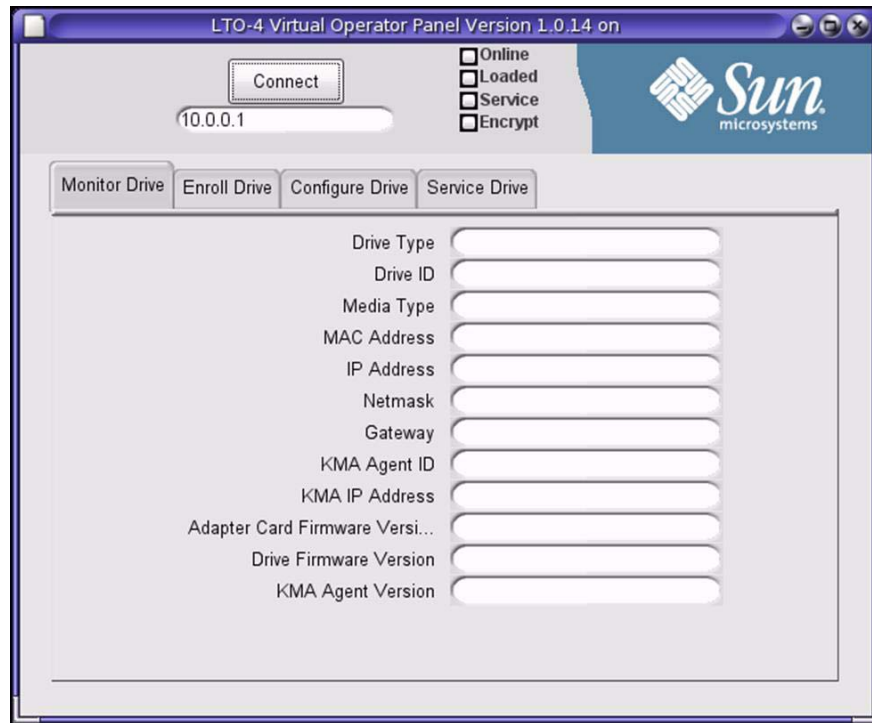 LTO-4 Virtual Operator Panel Version 1.0.14 on
Connect
10.0.0.1
Online
Loaded
Service
Encrypt
Sun.
microsystems
Monitor Drive
Enroll Drive
Configure Drive
Service Drive
Drive Type
Drive ID
Media Type
MAC Address
IP Address
Netmask
Gateway
KMA Agent ID
KMA IP Address
Adapter Card Firmware Versi...
Drive Firmware Version
KMA Agent Version